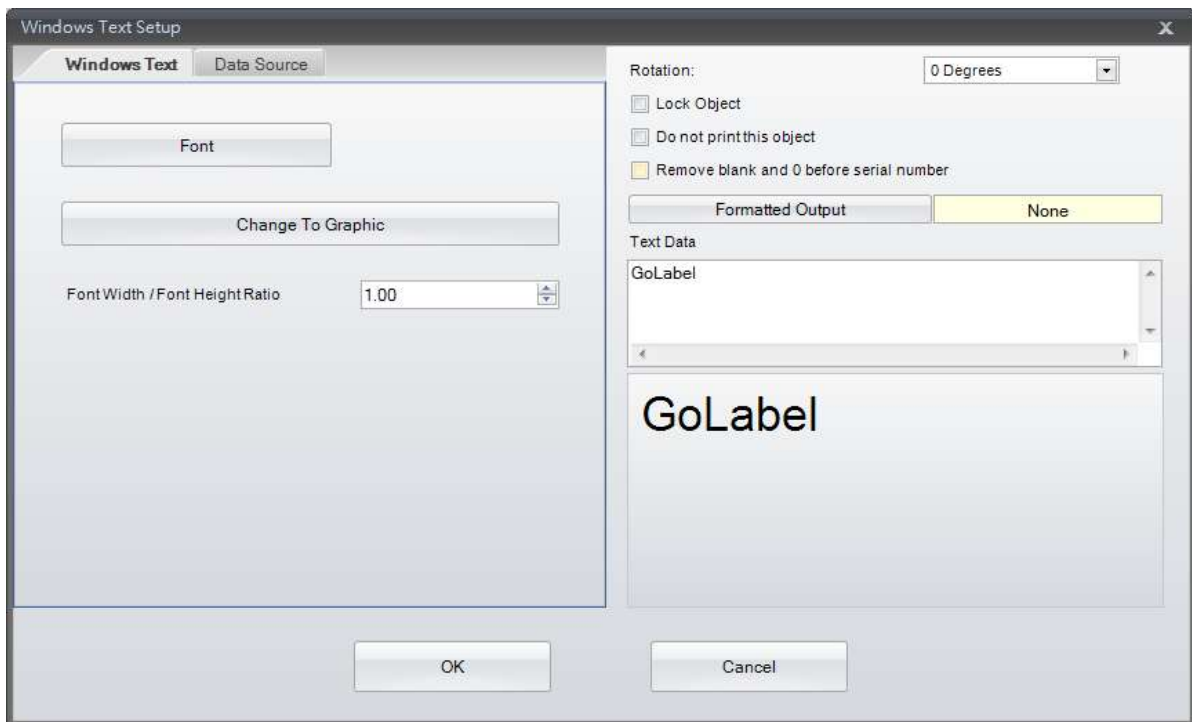 Windows Text Setup
X
Windows Text
Data Source
Font
Change To Graphic
Font Width / Font Height Ratio
1.00
Rotation:
0 Degrees
Lock Object
Do not print this object
Remove blank and 0 before serial number
Formatted Output
None
Text Data
GoLabel
GoLabel
OK
Cancel